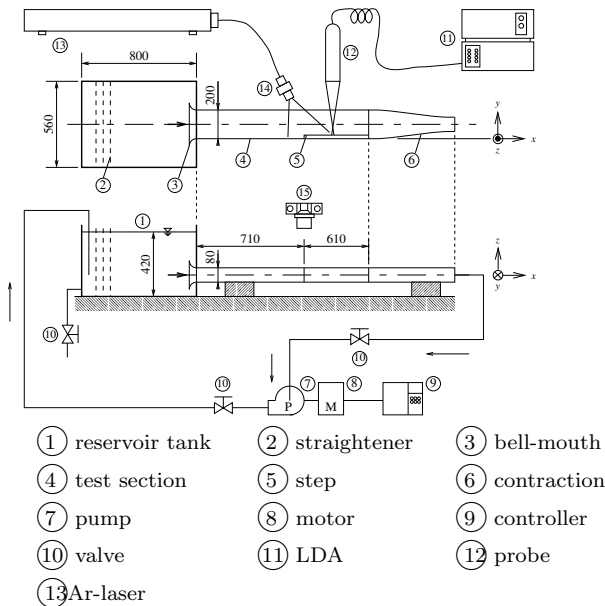 ⑬
800
⑭
⑫
⑪
560
200
y
x
z
②
③
④
⑤
⑥
①
⑮
710
610
420
80
z
x
y
⑩
⑩
⑩
P
⑦
M
⑧
⑨
① reservoir tank ② straightener ③ bell-mouth
④ test section ⑤ step ⑥ contraction
⑦ pump ⑧ motor ⑨ controller
⑩ valve ⑪ LDA ⑫ probe
⑬Ar-laser